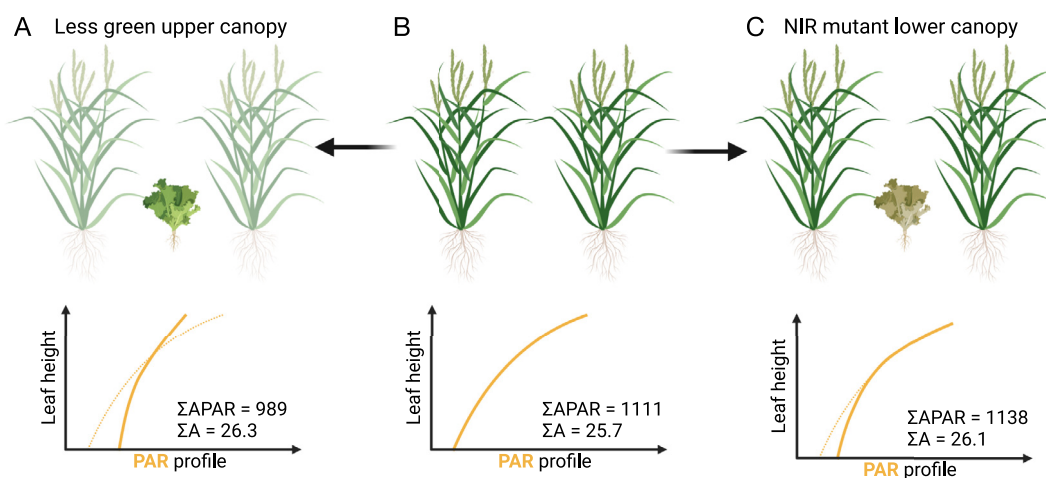 A Less green upper canopy
B
C NIR mutant lower canopy
Leaf height
ΣAPAR = 989
ΣA = 26.3
PAR profile
Leaf height
ΣAPAR = 1111
ΣA = 25.7
PAR profile
Leaf height
ΣAPAR = 1138
ΣA = 26.1
PAR profile